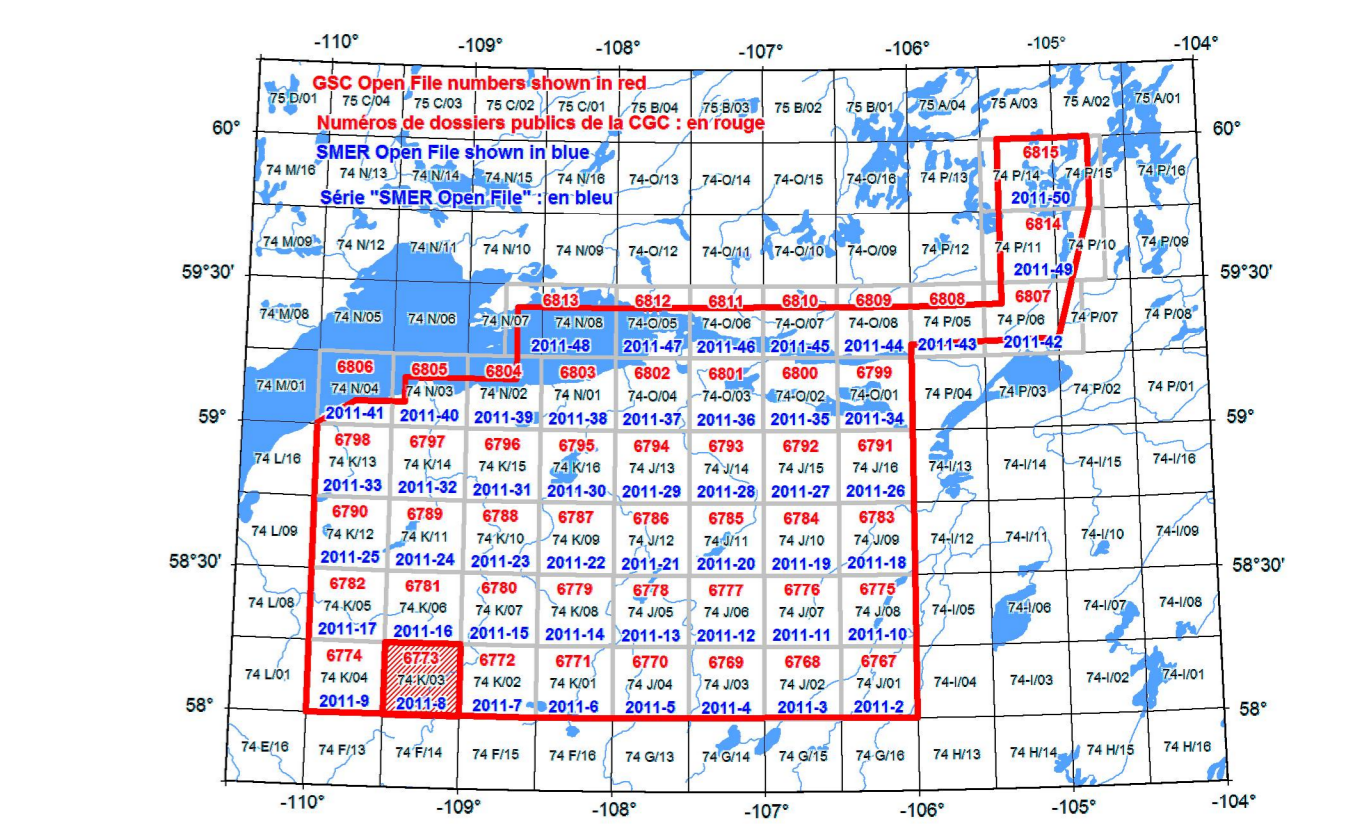 -110° -109° -108° -107° -106° -105° -104°
GSC Open File numbers shown in red
75 D/01 75 C/04 75 C/03 75 C/02 75 C/01 75 B/04 75 B/03 75 B/02 75 B/01 75 A/04 75 A/03 75 A/02 75 A/01
Numéros de dossiers publics de la CGC : en rouge
60° 60°
SMER Open File shown in blue
6815
74 M/16 74 N/13 74 N/14 74 N/15 74 N/16 74-O/13 74-O/14 74-O/15 74-O/16 74 P/13 74 P/14 74 P/15 74 P/16
Série "SMER Open File" : en bleu
2011-50
6814
74 M/09 74 N/12 74 N/11 74 N/10 74 N/09 74-O/12 74-O/11 74-O/10 74-O/09 74 P/12 74 P/11 74 P/10 74 P/09
2011-49
59°30' 59°30'
6813 6812 6811 6810 6809 6808 6807
74 M/08 74 N/05 74 N/06 74 N/07 74 N/08 74-O/05 74-O/06 74-O/07 74-O/08 74 P/05 74 P/06 74 P/07 74 P/08
2011-48 2011-47 2011-46 2011-45 2011-44 2011-43 2011-42
6806 6805 6804 6803 6802 6801 6800 6799
74 M/01 74 N/04 74 N/03 74 N/02 74 N/01 74-O/04 74-O/03 74-O/02 74-O/01 74 P/04 74 P/03 74 P/02 74 P/01
2011-41 2011-40 2011-39 2011-38 2011-37 2011-36 2011-35 2011-34
59° 59°
6798 6797 6796 6795 6794 6793 6792 6791
74 L/16 74 K/13 74 K/14 74 K/15 74 K/16 74 J/13 74 J/14 74 J/15 74 J/16 74-I/13 74-I/14 74-I/15 74-I/16
2011-33 2011-32 2011-31 2011-30 2011-29 2011-28 2011-27 2011-26
6790 6789 6788 6787 6786 6785 6784 6783
74 L/09 74 K/12 74 K/11 74 K/10 74 K/09 74 J/12 74 J/11 74 J/10 74 J/09 74-I/12 74-I/11 74-I/10 74-I/09
2011-25 2011-24 2011-23 2011-22 2011-21 2011-20 2011-19 2011-18
58°30' 58°30'
6782 6781 6780 6779 6778 6777 6776 6775
74 L/08 74 K/05 74 K/06 74 K/07 74 K/08 74 J/05 74 J/06 74 J/07 74 J/08 74-I/05 74-I/06 74-I/07 74-I/08
2011-17 2011-16 2011-15 2011-14 2011-13 2011-12 2011-11 2011-10
6774 6773 6772 6771 6770 6769 6768 6767
74 L/01 74 K/04 74 K/03 74 K/02 74 K/01 74 J/04 74 J/03 74 J/02 74 J/01 74-I/04 74-I/03 74-I/02 74-I/01
2011-9 2011-8 2011-7 2011-6 2011-5 2011-4 2011-3 2011-2
58° 58°
74 E/16 74 F/13 74 F/14 74 F/15 74 F/16 74 G/13 74 G/14 74 G/15 74 G/16 74 H/13 74 H/14 74 H/15 74 H/16
-110° -109° -108° -107° -106° -105° -104°